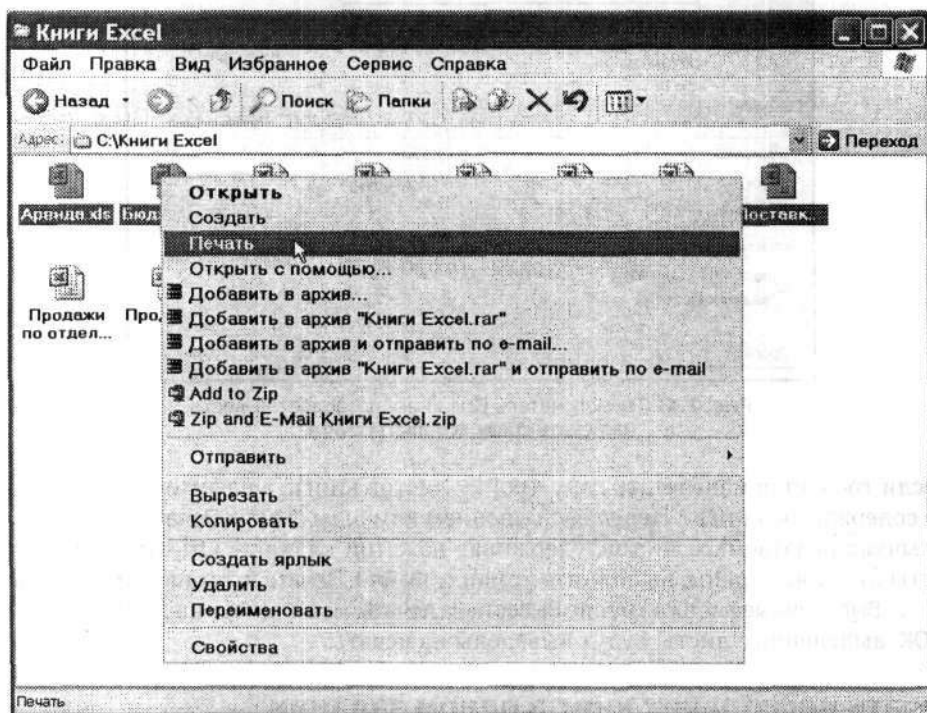 Книги Excel
Файл Правка Вид Избранное Сервис Справка
Назад Поиск Папки
Адрес: C:\Книги Excel Переход
Аренда.xls Бюд Поставк...
Открыть
Создать
Печать
Открыть с помощью...
Добавить в архив...
Добавить в архив "Книги Excel.rar"
Добавить в архив и отправить по e-mail...
Добавить в архив "Книги Excel.rar" и отправить по e-mail
Add to Zip
Zip and E-Mail Книги Excel.zip
Отправить
Вырезать
Копировать
Создать ярлык
Удалить
Переименовать
Свойства
Продажи
по отдел...
Про
Печать